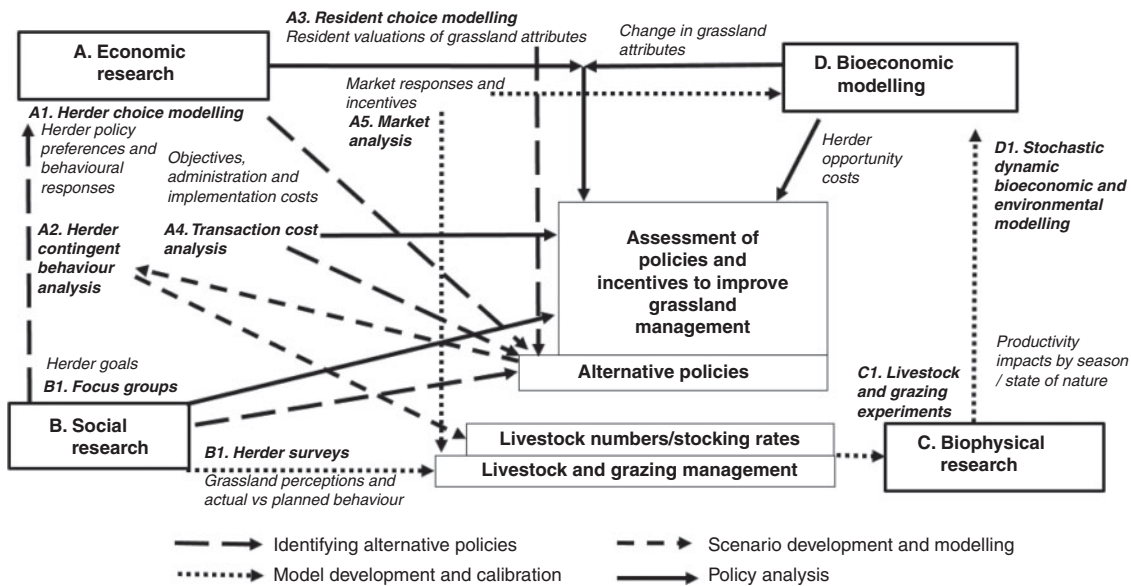 A3. Resident choice modelling
Resident valuations of grassland attributes
Change in grassland
attributes
A. Economic
research
D. Bioeconomic
modelling
Market responses and
incentives
A5. Market
analysis
A1. Herder choice modelling
Herder policy
preferences and
behavioural
responses
Objectives,
administration and
implementation costs
Herder
opportunity
costs
D1. Stochastic
dynamic
bioeconomic and
environmental
modelling
A2. Herder
contingent
behaviour
analysis
A4. Transaction cost
analysis
Assessment of
policies and
incentives to improve
grassland
management
Alternative policies
Productivity
impacts by season
/ state of nature
Herder goals
B1. Focus groups
B. Social
research
C1. Livestock
and grazing
experiments
C. Biophysical
research
Livestock numbers/stocking rates
Livestock and grazing management
B1. Herder surveys
Grassland perceptions and
actual vs planned behaviour
Identifying alternative policies
Scenario development and modelling
Model development and calibration
Policy analysis